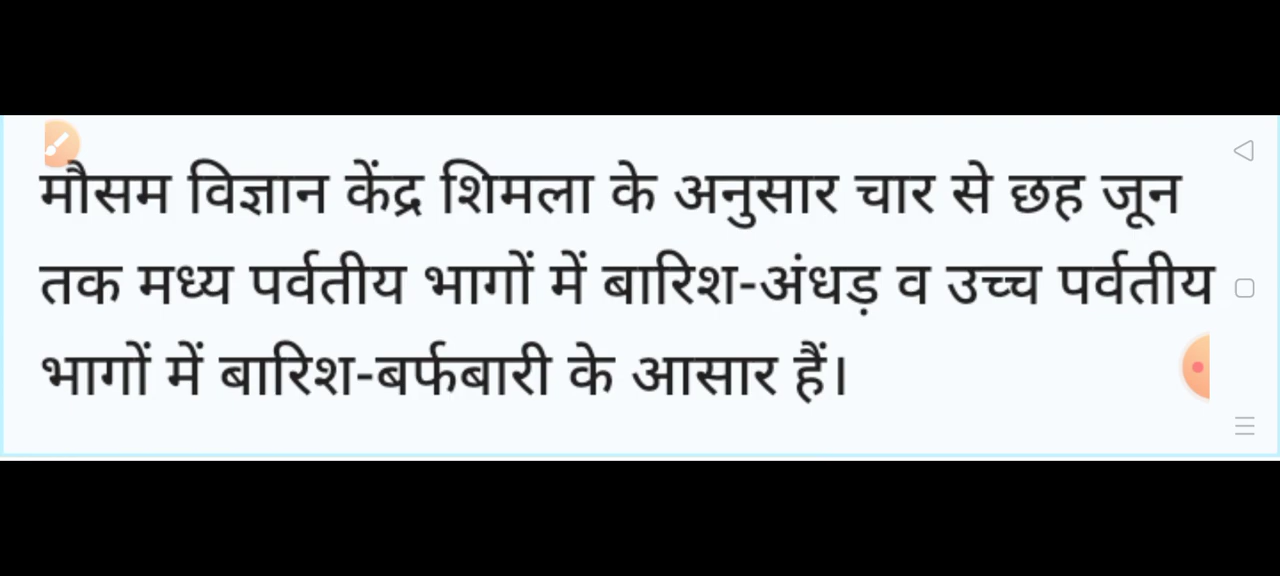 मौसम विज्ञान केंद्र शिमला के अनुसार चार से छह जून
तक मध्य पर्वतीय भागों में बारिश-अंधड़ व उच्च पर्वतीय
भागों में बारिश-बर्फबारी के आसार हैं।